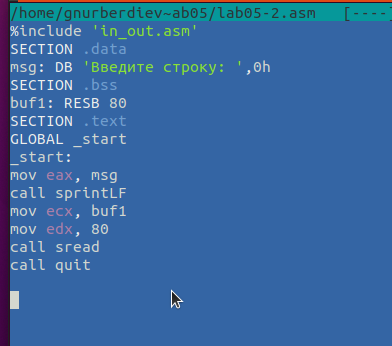 /home/gnurberdiev~ab05/lab05-2.asm [----]
%include 'in_out.asm'
SECTION .data
msg: DB 'Введите строку: ',0h
SECTION .bss
buf1: RESB 80
SECTION .text
GLOBAL _start
_start:
mov eax, msg
call sprintLF
mov ecx, buf1
mov edx, 80
call sread
call quit